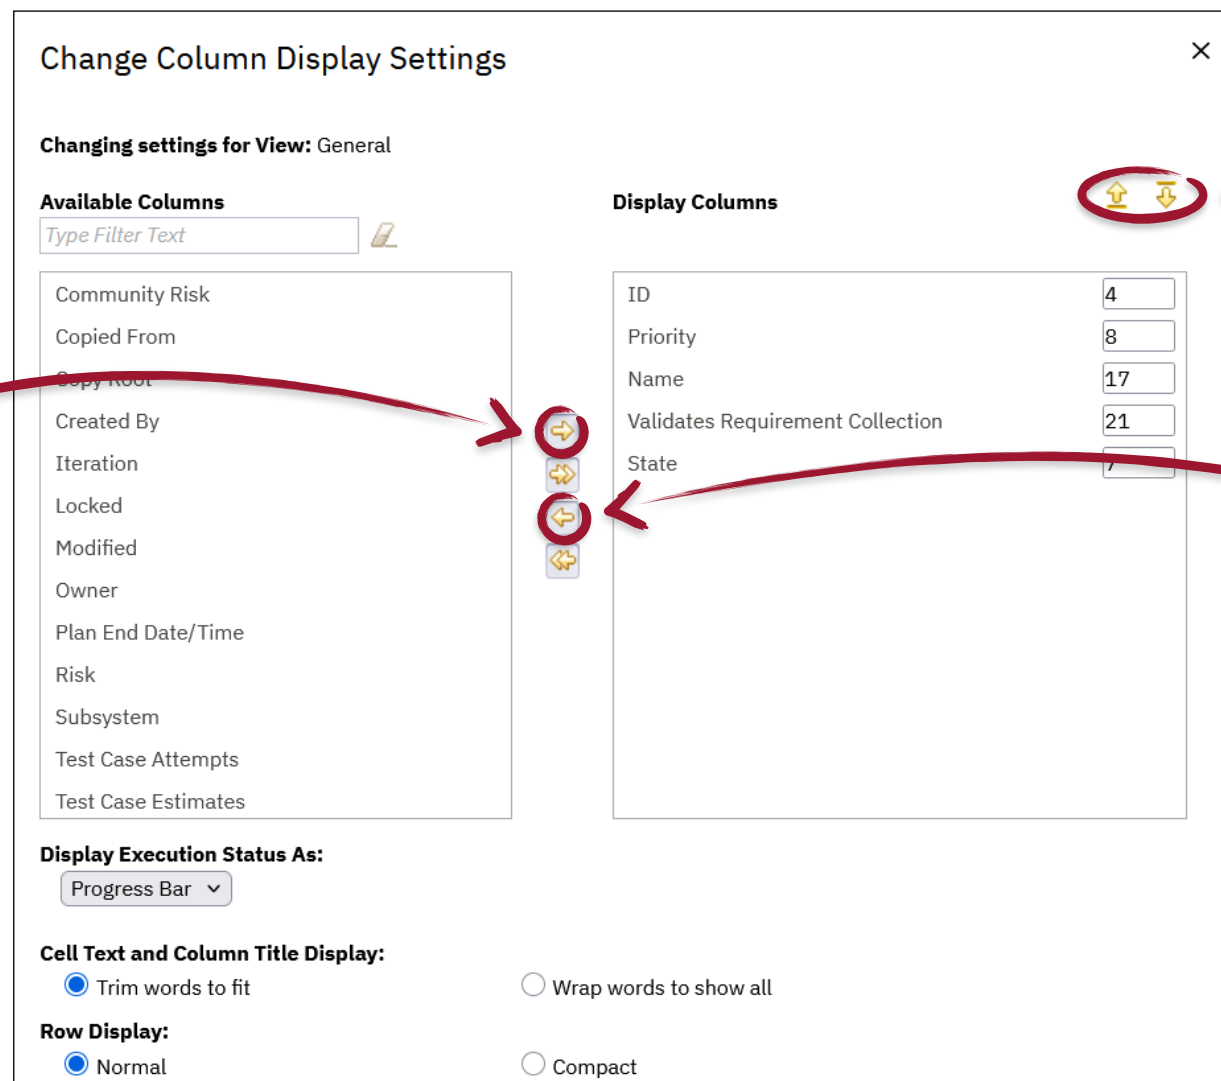 Change Column Display Settings
Changing settings for View: General
Available Columns
Display Columns
Type Filter Text
Community Risk
Copied From
Copy Root
Created By
Iteration
Locked
Modified
Owner
Plan End Date/Time
Risk
Subsystem
Test Case Attempts
Test Case Estimates
ID 4
Priority 8
Name 17
Validates Requirement Collection 21
State 7
Display Execution Status As:
Progress Bar
Cell Text and Column Title Display:
Trim words to fit
Wrap words to show all
Row Display:
Normal
Compact